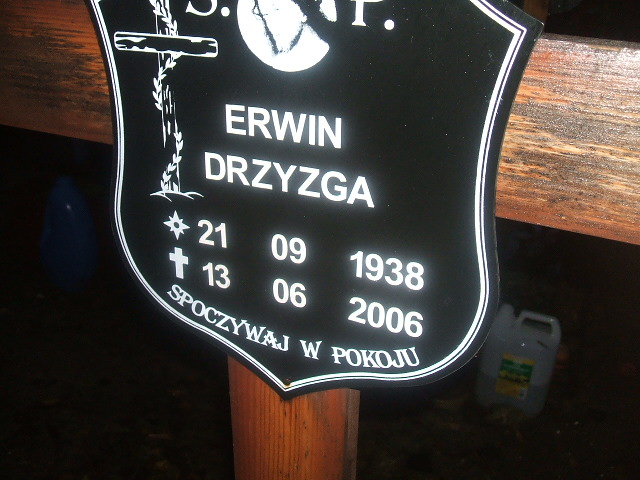 S. P.
ERWIN
DRZYZGA
21 09 1938
13 06 2006
SPOCZYWAJ W POKOJU